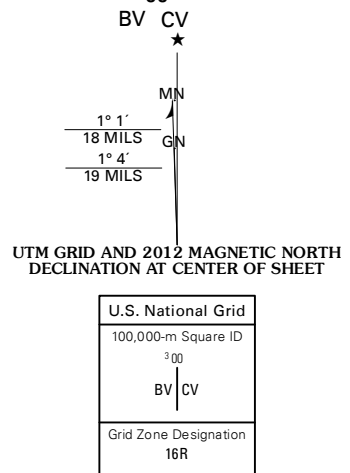 BV CV
★
MN
1° 1´
18 MILS
GN
1° 4´
19 MILS
UTM GRID AND 2012 MAGNETIC NORTH
DECLINATION AT CENTER OF SHEET
U.S. National Grid
100,000-m Square ID
³00
BV CV
Grid Zone Designation
16R